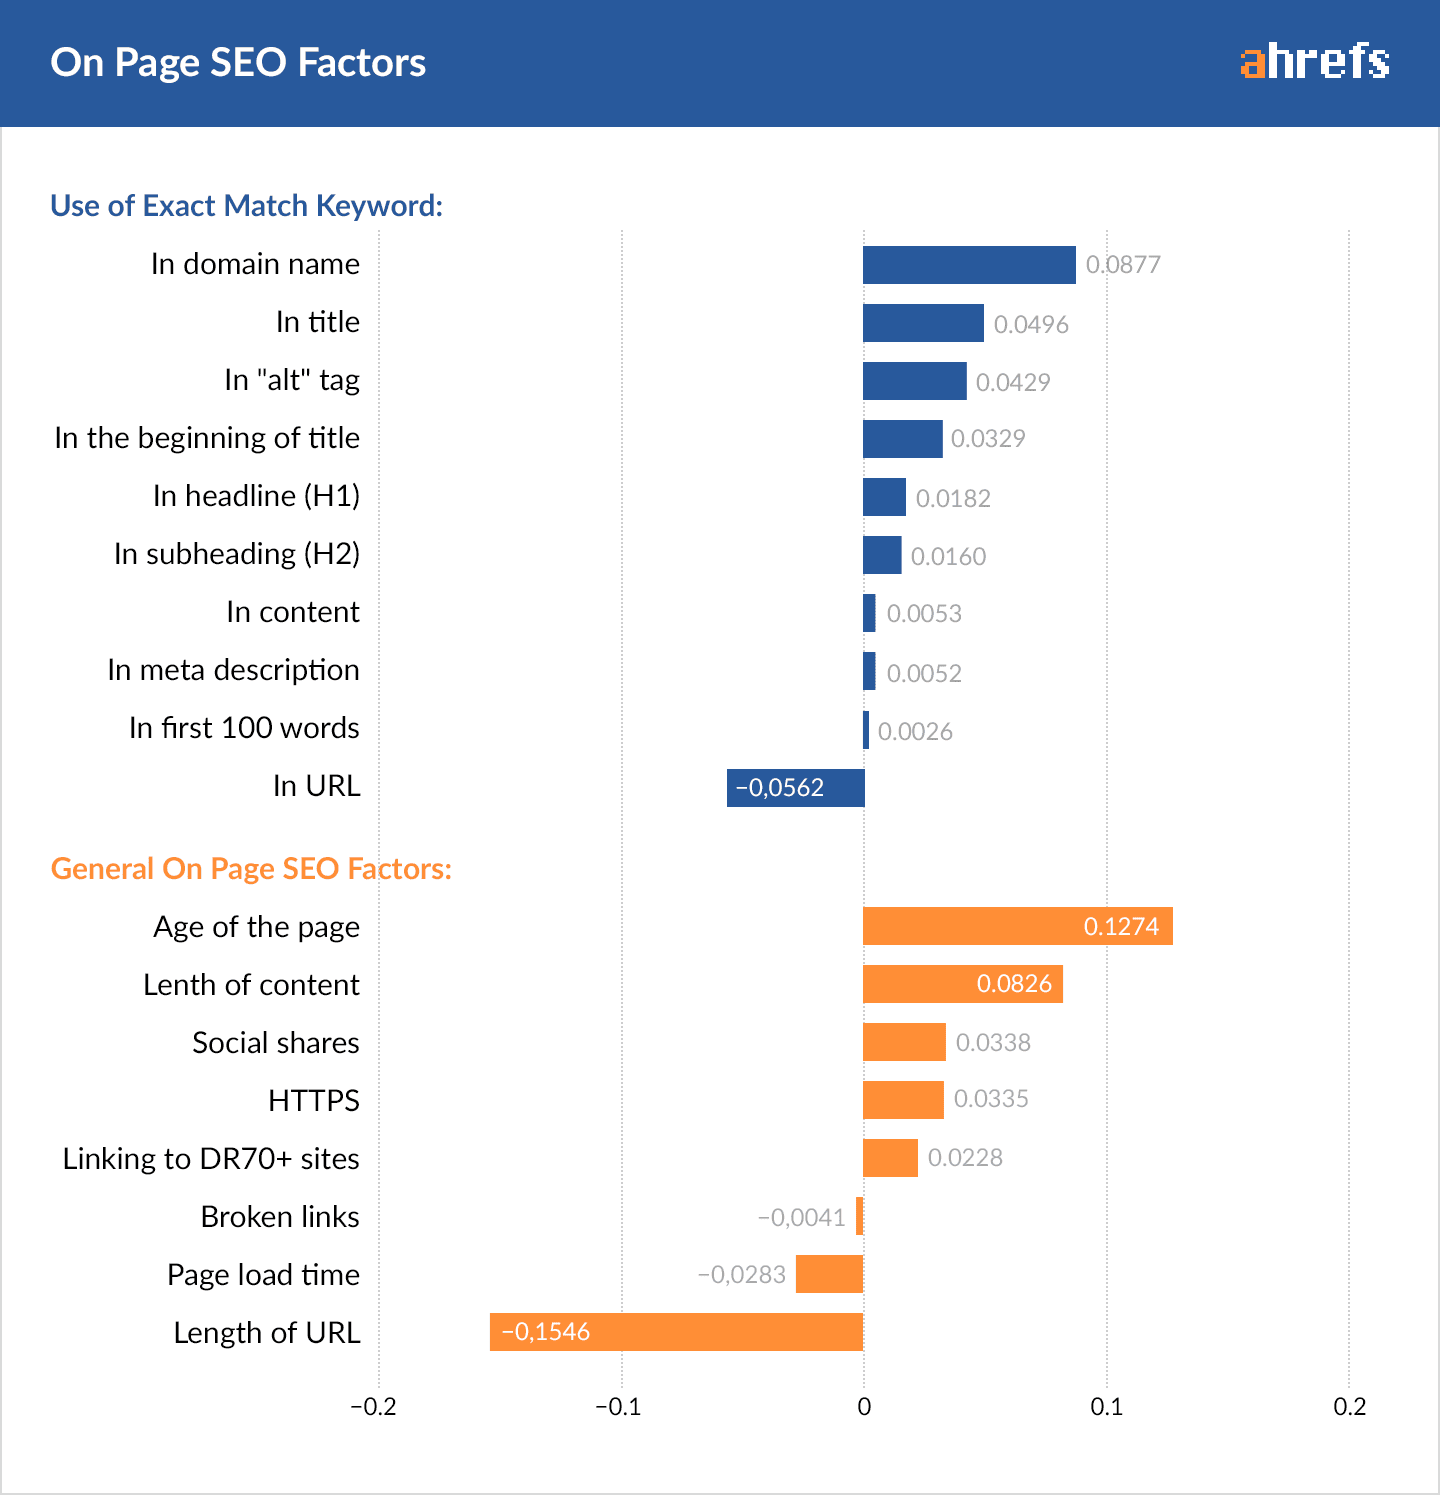 On Page SEO Factors
ahrefs
Use of Exact Match Keyword:
In domain name 0.0877
In title 0.0496
In "alt" tag 0.0429
In the beginning of title 0.0329
In headline (H1) 0.0182
In subheading (H2) 0.0160
In content 0.0053
In meta description 0.0052
In first 100 words 0.0026
In URL −0,0562
General On Page SEO Factors:
Age of the page 0.1274
Lenth of content 0.0826
Social shares 0.0338
HTTPS 0.0335
Linking to DR70+ sites 0.0228
Broken links −0,0041
Page load time −0,0283
Length of URL −0,1546
−0.2 −0.1 0 0.1 0.2